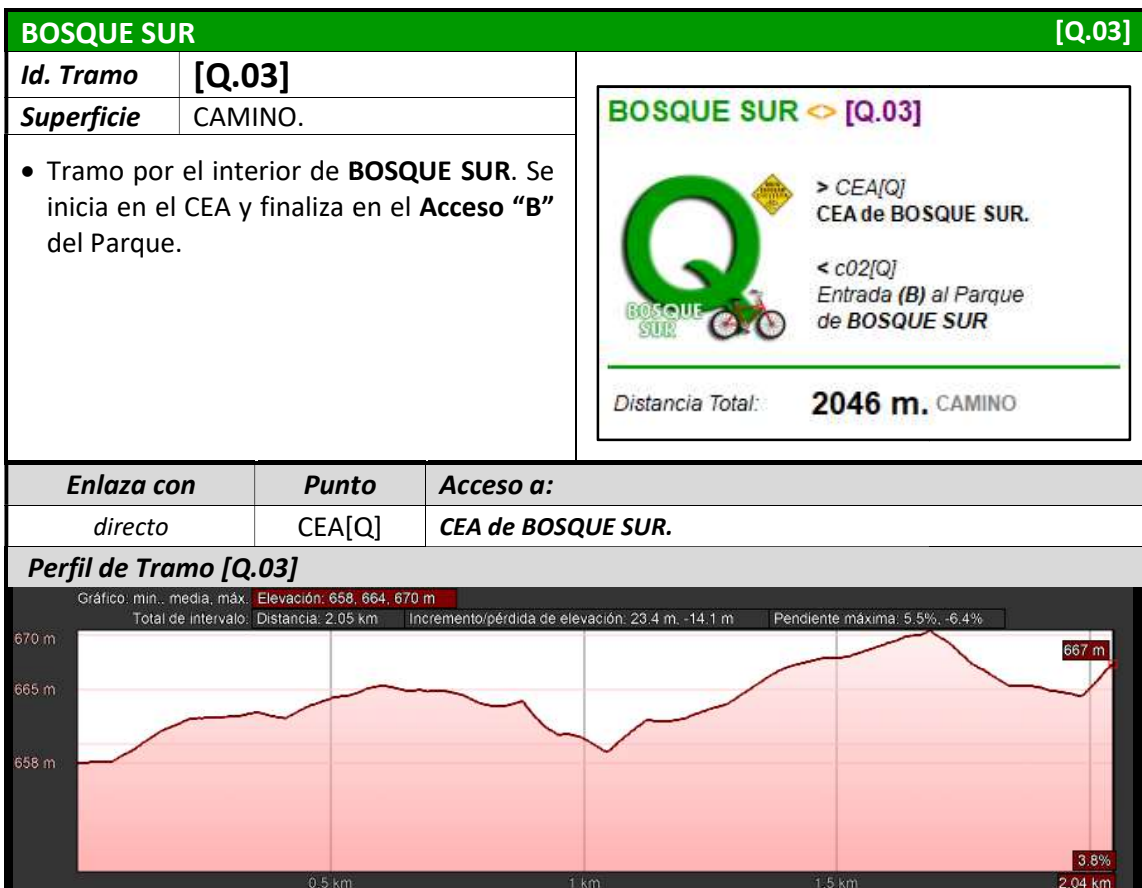 BOSQUE SUR [Q.03]
Id. Tramo [Q.03]
Superficie CAMINO.
• Tramo por el interior de BOSQUE SUR. Se
inicia en el CEA y finaliza en el Acceso “B”
del Parque.
BOSQUE SUR <> [Q.03]
> CEA[Q]
CEA de BOSQUE SUR.
< c02[Q]
Entrada (B) al Parque
de BOSQUE SUR
Q
BOSQUE
SUR
Distancia Total: 2046 m. CAMINO
Enlaza con Punto Acceso a:
directo CEA[Q] CEA de BOSQUE SUR.
Perfil de Tramo [Q.03]
Gráfico: min., media, máx. Elevación: 658, 664, 670 m
Total de intervalo: Distancia: 2.05 km Incremento/pérdida de elevación: 23.4 m, -14.1 m Pendiente máxima: 5.5%, -6.4%
670 m
667 m
665 m
658 m
3.8%
0.5 km 1 km 1.5 km 2.04 km